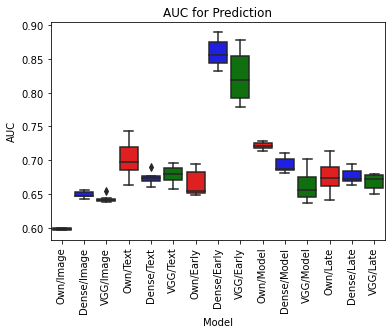 AUC for Prediction
0.90
0.85
0.80
0.75
0.70
0.65
0.60
AUC
Own/Image
Dense/Image
VGG/Image
Own/Text
Dense/Text
VGG/Text
Own/Early
Dense/Early
VGG/Early
Own/Model
Dense/Model
VGG/Model
Own/Late
Dense/Late
VGG/Late
Model